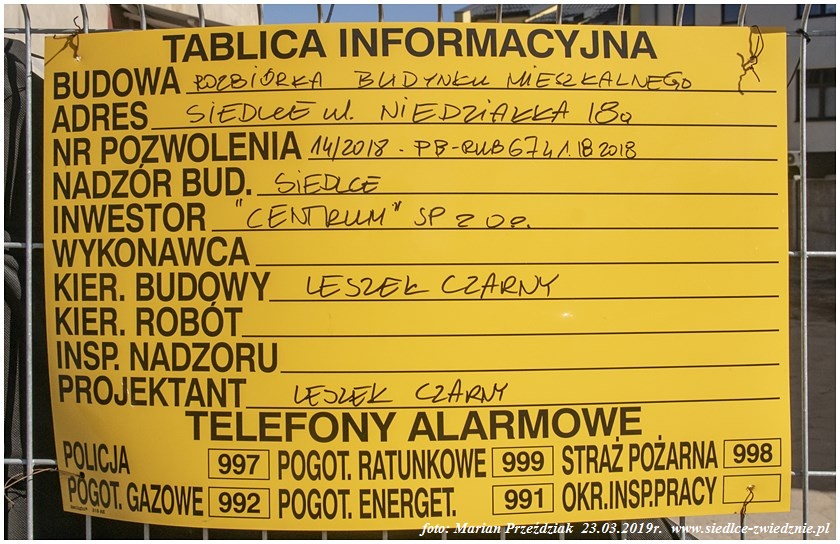 TABLICA INFORMACYJNA
BUDOWA ROZBIÓRKA BUDYNKU MIESZKALNEGO
ADRES SIEDLCE ul. NIEDZIAŁKA 18a
NR POZWOLENIA 14/2018 - PB-RUB 6741.18 2018
NADZÓR BUD. SIEDLCE
INWESTOR "CENTRUM" SP z o o.
WYKONAWCA
KIER. BUDOWY LESZEK CZARNY
KIER. ROBÓT
INSP. NADZORU
PROJEKTANT LESZEK CZARNY
TELEFONY ALARMOWE
POLICJA 997 POGOT. RATUNKOWE 999 STRAŻ POŻARNA 998
POGOT. GAZOWE 992 POGOT. ENERGET. 991 OKR.INSP.PRACY
foto: Marian Przeździak 23.03.2019r. www.siedlce-zwiedznie.pl